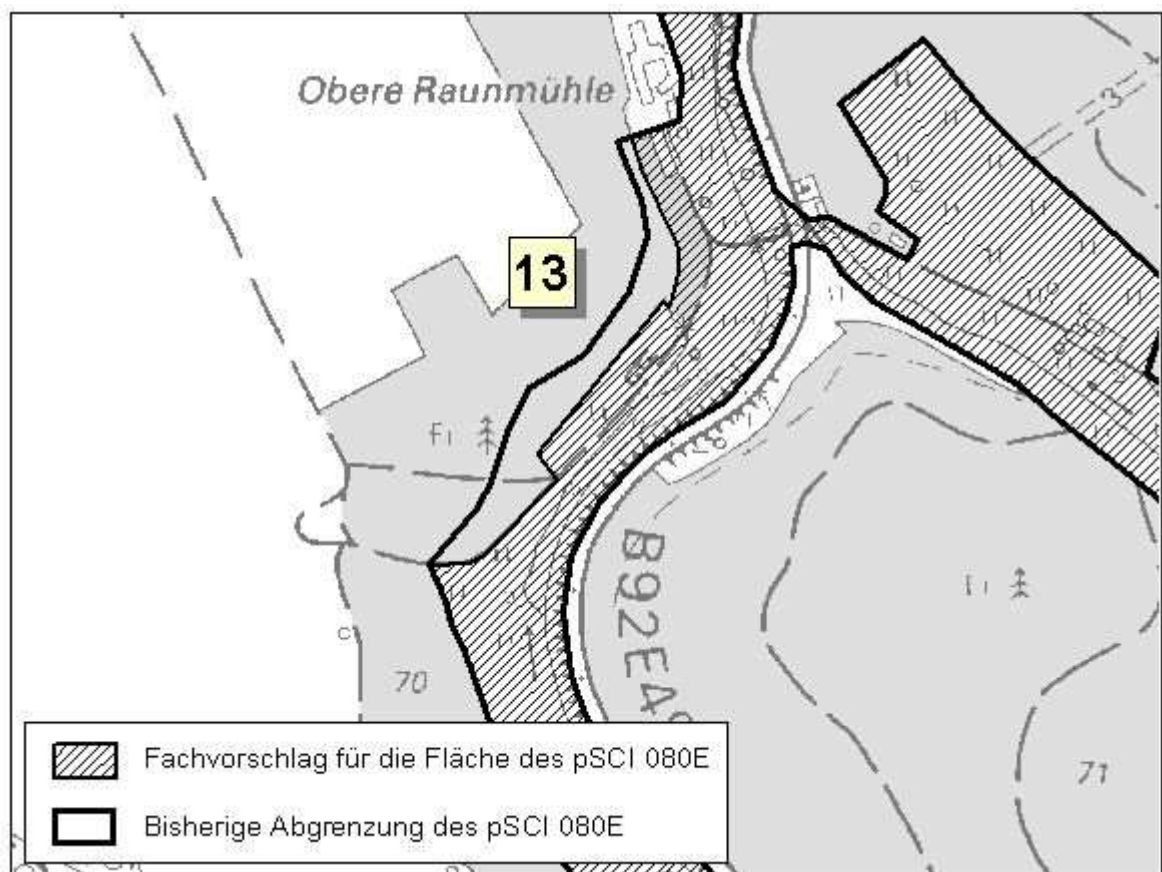 Obere Raunmühle
3
13
Fi
B92E4
70
71
Fachvorschlag für die Fläche des pSCI 080E
Bisherige Abgrenzung des pSCI 080E